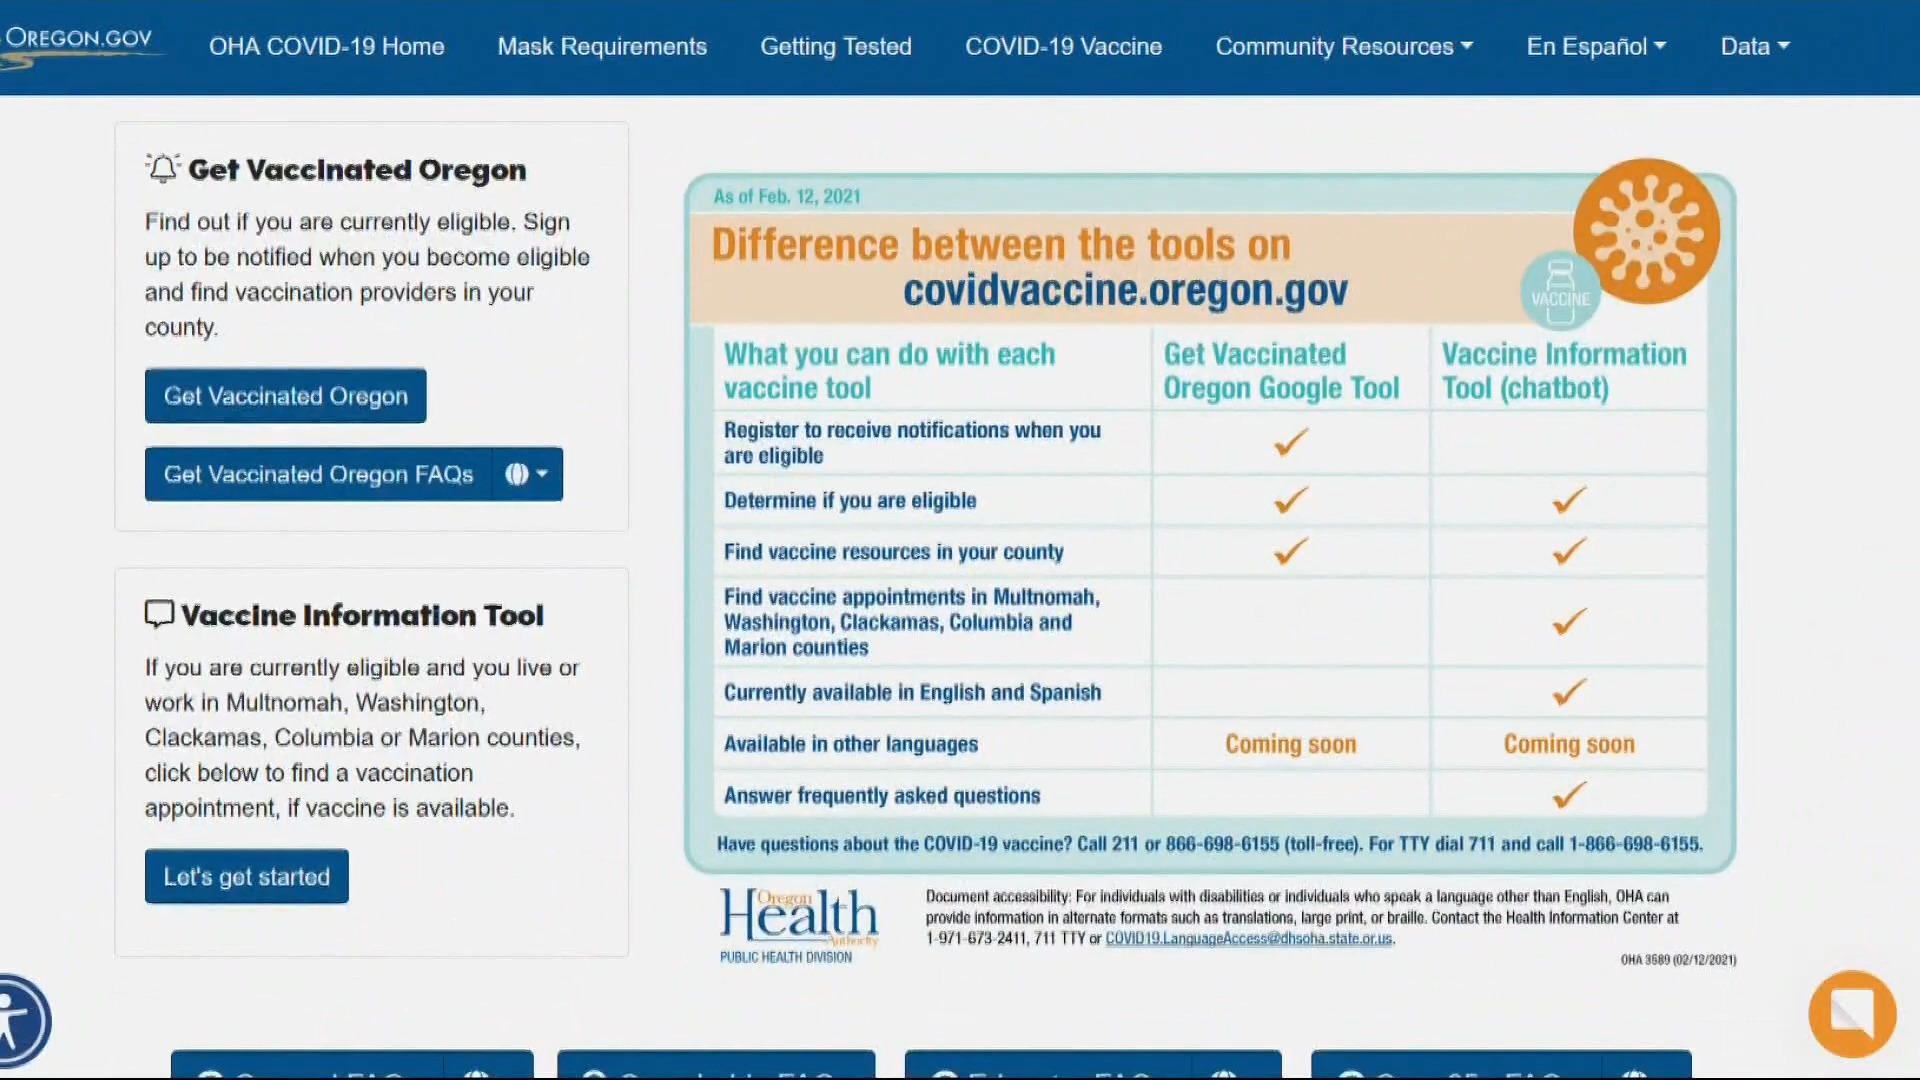 OREGON.GOV
OHA COVID-19 Home
Mask Requirements
Getting Tested
COVID-19 Vaccine
Community Resources
En Español
Data
Get Vaccinated Oregon
Find out if you are currently eligible. Sign
up to be notified when you become eligible
and find vaccination providers in your
county.
Get Vaccinated Oregon
Get Vaccinated Oregon FAQs
Vaccine Information Tool
If you are currently eligible and you live or
work in Multnomah, Washington,
Clackamas, Columbia or Marion counties,
click below to find a vaccination
appointment, if vaccine is available.
Let's get started
As of Feb. 12, 2021
Difference between the tools on
covidvaccine.oregon.gov
VACCINE
What you can do with each
vaccine tool
Get Vaccinated
Oregon Google Tool
Vaccine Information
Tool (chatbot)
Register to receive notifications when you
are eligible
Determine if you are eligible
Find vaccine resources in your county
Find vaccine appointments in Multnomah,
Washington, Clackamas, Columbia and
Marion counties
Currently available in English and Spanish
Available in other languages
Coming soon
Coming soon
Answer frequently asked questions
Have questions about the COVID-19 vaccine? Call 211 or 866-698-6155 (toll-free). For TTY dial 711 and call 1-866-698-6155.
Oregon
Health
Authority
PUBLIC HEALTH DIVISION
Document accessibility: For individuals with disabilities or individuals who speak a language other than English, OHA can
provide information in alternate formats such as translations, large print, or braille. Contact the Health Information Center at
1-971-673-2411, 711 TTY or COVID19.LanguageAccess@dhsoha.state.or.us.
OHA 3589 (02/12/2021)